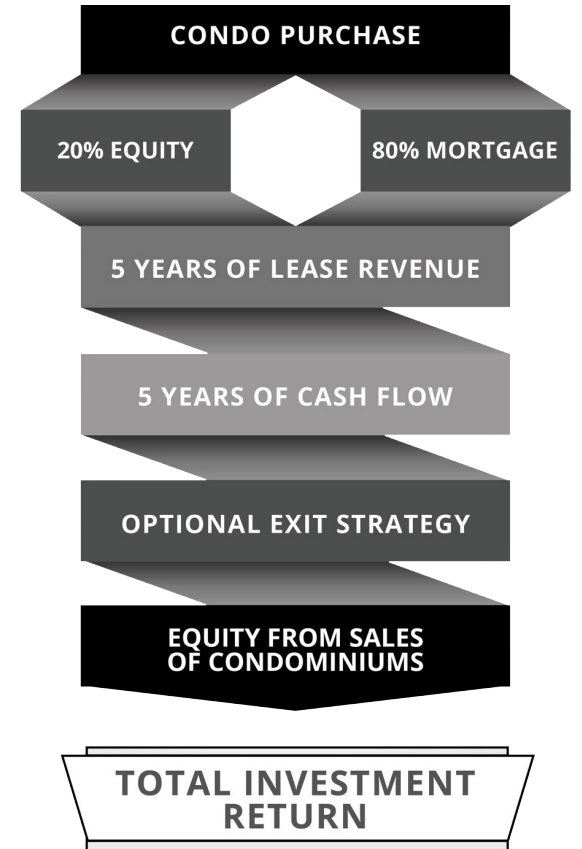 CONDO PURCHASE
20% EQUITY
80% MORTGAGE
5 YEARS OF LEASE REVENUE
5 YEARS OF CASH FLOW
OPTIONAL EXIT STRATEGY
EQUITY FROM SALES
OF CONDOMINIUMS
TOTAL INVESTMENT
RETURN